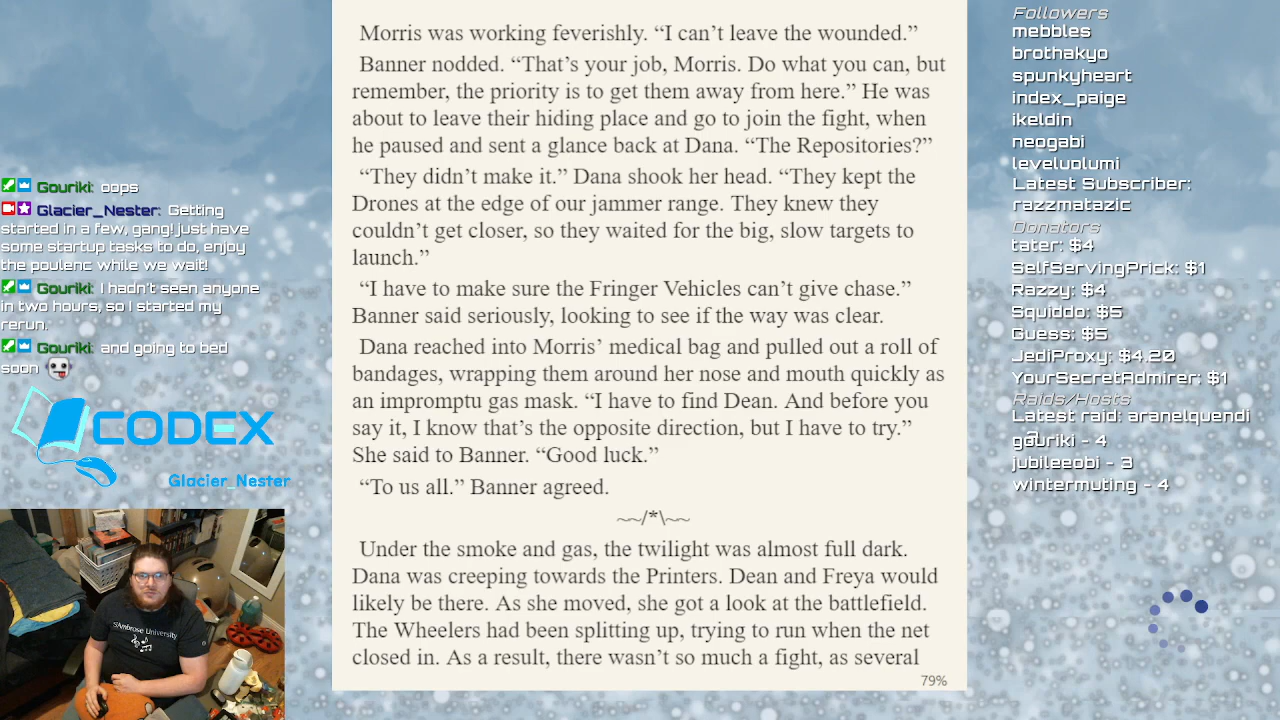 Gouriki: oops
Glacier_Nester: Getting
started in a few, gang! just have
some startup tasks to do, enjoy
the poulenc while we wait!
Gouriki: I hadn't seen anyone
in two hours, so I started my
rerun.
Gouriki: and going to bed
soon
CODEX
Glacier_Nester
St Ambrose University
Morris was working feverishly. “I can’t leave the wounded.”
Banner nodded. “That’s your job, Morris. Do what you can, but
remember, the priority is to get them away from here.” He was
about to leave their hiding place and go to join the fight, when
he paused and sent a glance back at Dana. “The Repositories?”
“They didn’t make it.” Dana shook her head. “They kept the
Drones at the edge of our jammer range. They knew they
couldn’t get closer, so they waited for the big, slow targets to
launch.”
“I have to make sure the Fringer Vehicles can’t give chase.”
Banner said seriously, looking to see if the way was clear.
Dana reached into Morris’ medical bag and pulled out a roll of
bandages, wrapping them around her nose and mouth quickly as
an impromptu gas mask. “I have to find Dean. And before you
say it, I know that’s the opposite direction, but I have to try.”
She said to Banner. “Good luck.”
“To us all.” Banner agreed.
~~/*\~~
Under the smoke and gas, the twilight was almost full dark.
Dana was creeping towards the Printers. Dean and Freya would
likely be there. As she moved, she got a look at the battlefield.
The Wheelers had been splitting up, trying to run when the net
closed in. As a result, there wasn’t so much a fight, as several
79%
Followers
mebbles
brothakyo
spunkyheart
index_paige
ikeldin
neogabi
leveluolumi
Latest Subscriber:
razzmatazic
Donators
tater: $4
SelfServingPrick: $1
Razzy: $4
Squiddo: $5
Guess: $5
JediProxy: $4.20
YourSecretAdmirer: $1
Raids/Hosts
Latest raid: aranelquendi
gouriki - 4
jubileeobi - 3
wintermuting - 4